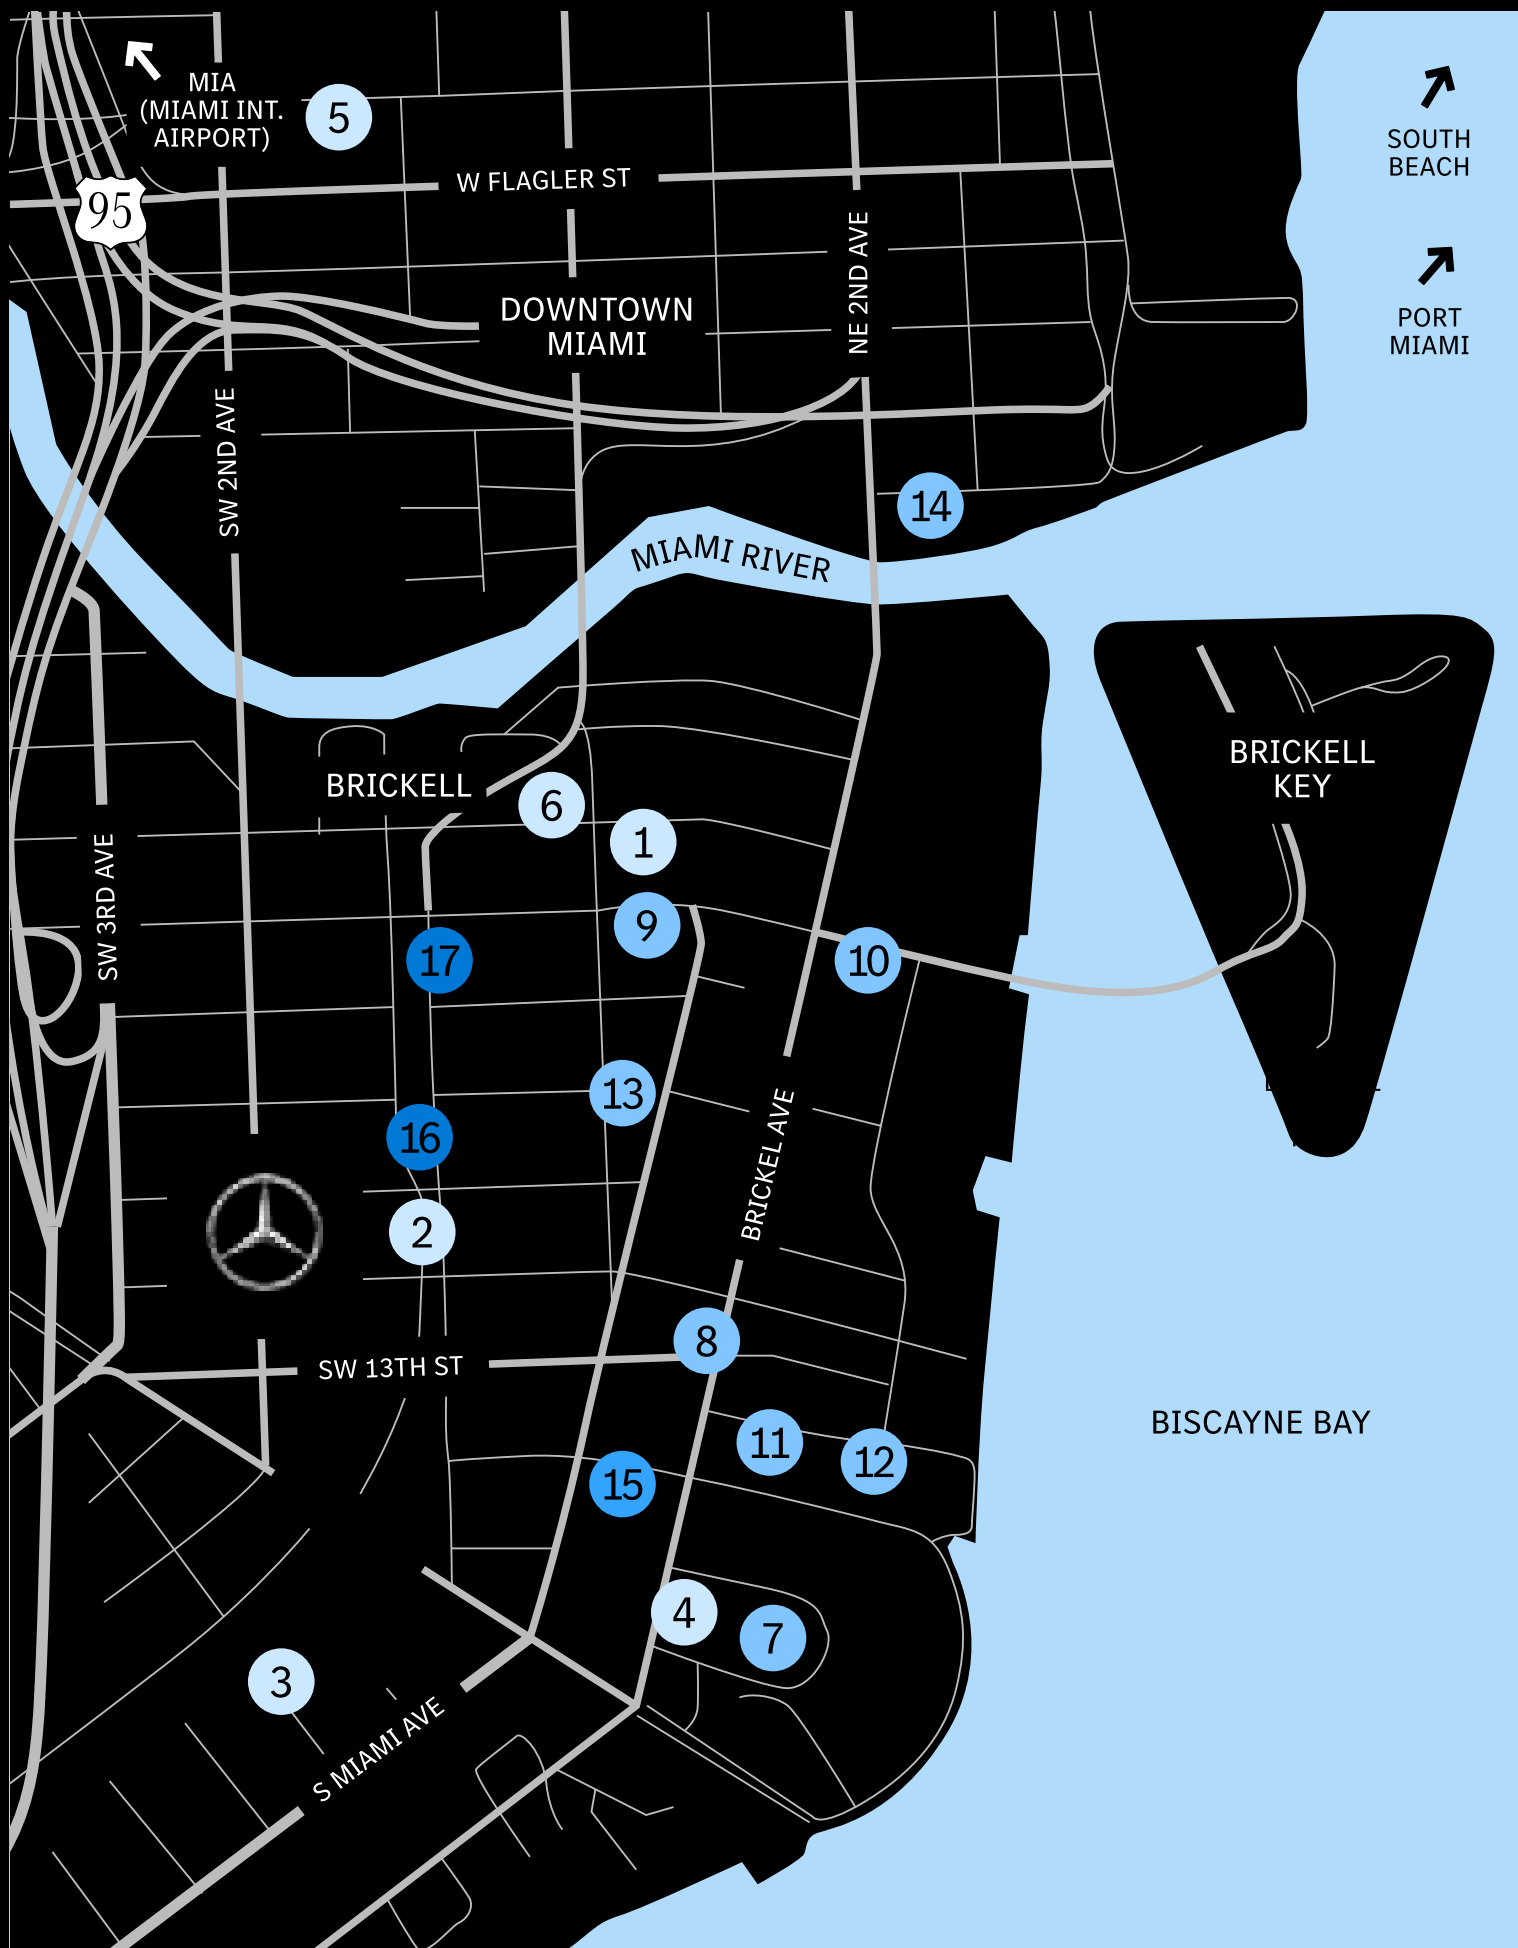 MIA
(MIAMI INT.
AIRPORT)
5
SOUTH
BEACH
95
W FLAGLER ST
NE 2ND AVE
PORT
MIAMI
DOWNTOWN
MIAMI
SW 2ND AVE
14
MIAMI RIVER
BRICKELL
KEY
BRICKELL
6
1
SW 3RD AVE
9
17
10
13
16
BRICKEL AVE
2
8
SW 13TH ST
BISCAYNE BAY
11
12
15
4
7
3
S MIAMI AVE